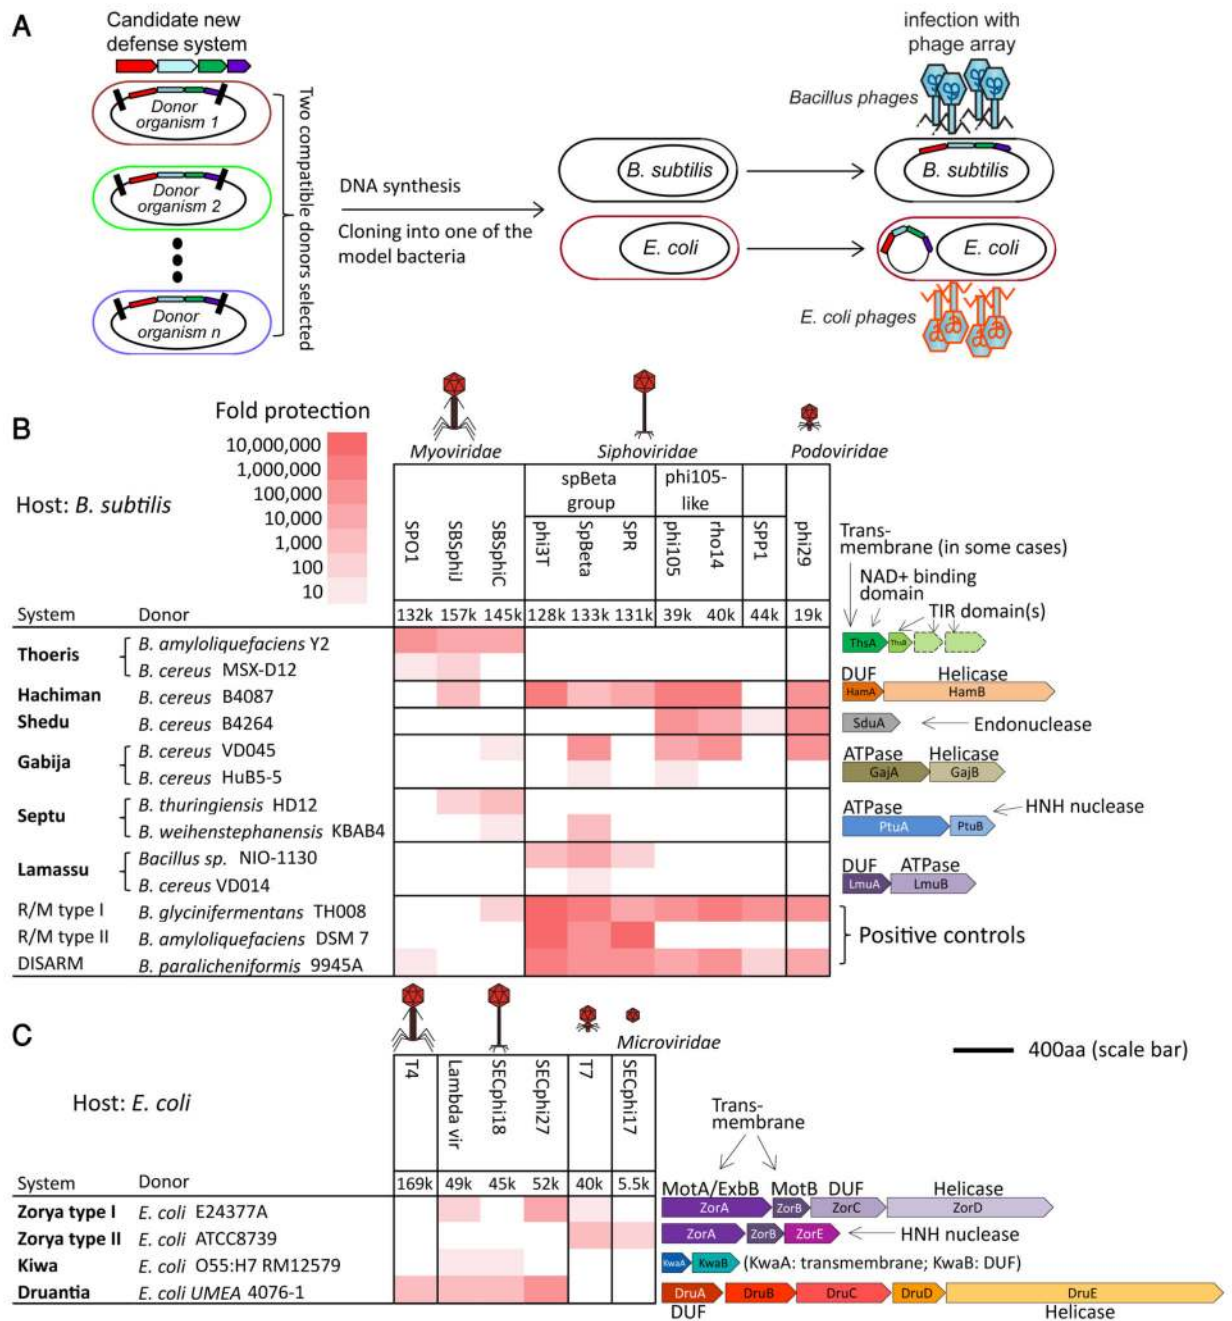 A
Candidate new
defense system
Donor
organism 1
Donor
organism 2
Donor
organism n
Two compatible donors selected
DNA synthesis
Cloning into one of the
model bacteria
B. subtilis
E. coli
infection with
phage array
Bacillus phages
B. subtilis
E. coli
E. coli phages
B
Fold protection
10,000,000
1,000,000
100,000
10,000
1,000
100
10
Host: B. subtilis
Myoviridae Siphoviridae Podoviridae
spBeta
group
phi105-
like
SPO1 SBSphiJ SBSphiC phi3T SpBeta SPR phi105 rho14 SPP1 phi29
System Donor 132k 157k 145k 128k 133k 131k 39k 40k 44k 19k
Thoeris
B. amyloliquefaciens Y2
B. cereus MSX-D12
Hachiman B. cereus B4087
Shedu B. cereus B4264
Gabija
B. cereus VD045
B. cereus HuB5-5
Septu
B. thuringiensis HD12
B. weihenstephanensis KBAB4
Lamassu
Bacillus sp. NIO-1130
B. cereus VD014
R/M type I B. glycinifermentans TH008
R/M type II B. amyloliquefaciens DSM 7
DISARM B. paralicheniformis 9945A
Trans-
membrane (in some cases)
NAD+ binding
domain
TIR domain(s)
ThsA ThsB
DUF Helicase
HamA HamB
SduA Endonuclease
ATPase Helicase
GajA GajB
ATPase HNH nuclease
PtuA PtuB
DUF ATPase
LmuA LmuB
Positive controls
C
Microviridae
400aa (scale bar)
Host: E. coli
T4 Lambda vir SECphi18 SECphi27 T7 SECphi17
System Donor 169k 49k 45k 52k 40k 5.5k
Zorya type I E. coli E24377A
Zorya type II E. coli ATCC8739
Kiwa E. coli O55:H7 RM12579
Druantia E. coli UMEA 4076-1
Trans-
membrane
MotA/ExbB MotB DUF Helicase
ZorA ZorB ZorC ZorD
ZorA ZorB ZorE HNH nuclease
KwaA KwaB (KwaA: transmembrane; KwaB: DUF)
DruA DruB DruC DruD DruE
DUF Helicase